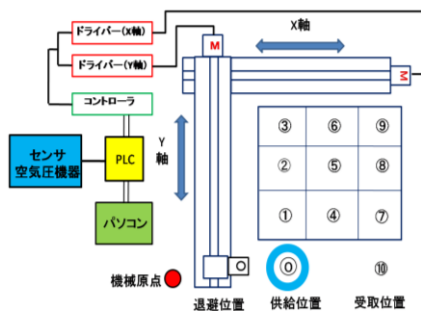 ドライバー(X軸)
ドライバー(Y軸)
コントローラ
センサ
空気圧機器
PLC
パソコン
機械原点
M
X軸
M
Y
軸
③ ⑥ ⑨
② ⑤ ⑧
① ④ ⑦
⓪ ⑩
退避位置 供給位置 受取位置